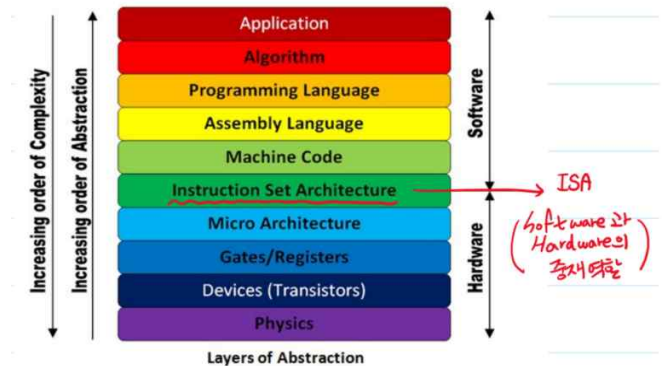 Increasing order of Complexity
Increasing order of Abstraction
Application
Algorithm
Programming Language
Assembly Language
Machine Code
Instruction Set Architecture
Micro Architecture
Gates/Registers
Devices (Transistors)
Physics
Software
Hardware
ISA
(Software와
Hardware의
중재역할)
Layers of Abstraction